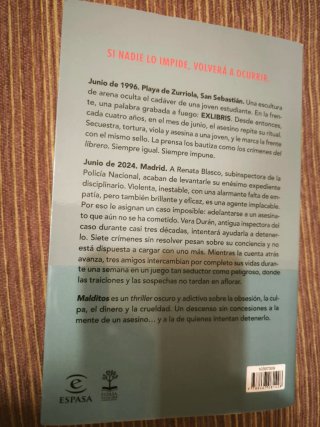 SI NADIE LO IMPIDE, VOLVERÁ A OCURRIR.
Junio de 1996. Playa de Zurriola, San Sebastián. Una escultura
de arena oculta el cadáver de una joven estudiante. En la fren-
te, una palabra grabada a fuego: EXLIBRIS. Desde entonces,
cada cuatro años, en el mes de junio, el asesino repite su ritual.
Secuestra, tortura, viola y asesina a una joven, y le marca la frente
con el mismo sello. La prensa los bautiza como los crímenes del
librero. Siempre igual. Siempre impune.
Junio de 2024. Madrid. A Renata Blasco, subinspectora de la
Policía Nacional, acaban de levantarle su enésimo expediente
disciplinario. Violenta, inestable, con una alarmante falta de em-
patía, pero también brillante y eficaz, es una agente implacable.
Por eso le asignan un caso imposible: adelantarse a un asesina-
to que aún no se ha cometido. Vera Durán, antigua inspectora del
caso durante casi tres décadas, intentará ayudarla a detener-
lo. Siete crímenes sin resolver pesan sobre su conciencia y no
está dispuesta a cargar con uno más. Mientras la cuenta atrás
avanza, tres amigos intercambian por completo sus vidas duran-
te una semana en un juego tan seductor como peligroso, donde
las traiciones y las sospechas no tardan en aflorar.
Malditos es un thriller oscuro y adictivo sobre la obsesión, la cul-
pa, el dinero y la crueldad. Un descenso sin concesiones a la
mente de un asesino… y a la de quienes intentan detenerlo.
ESPASA